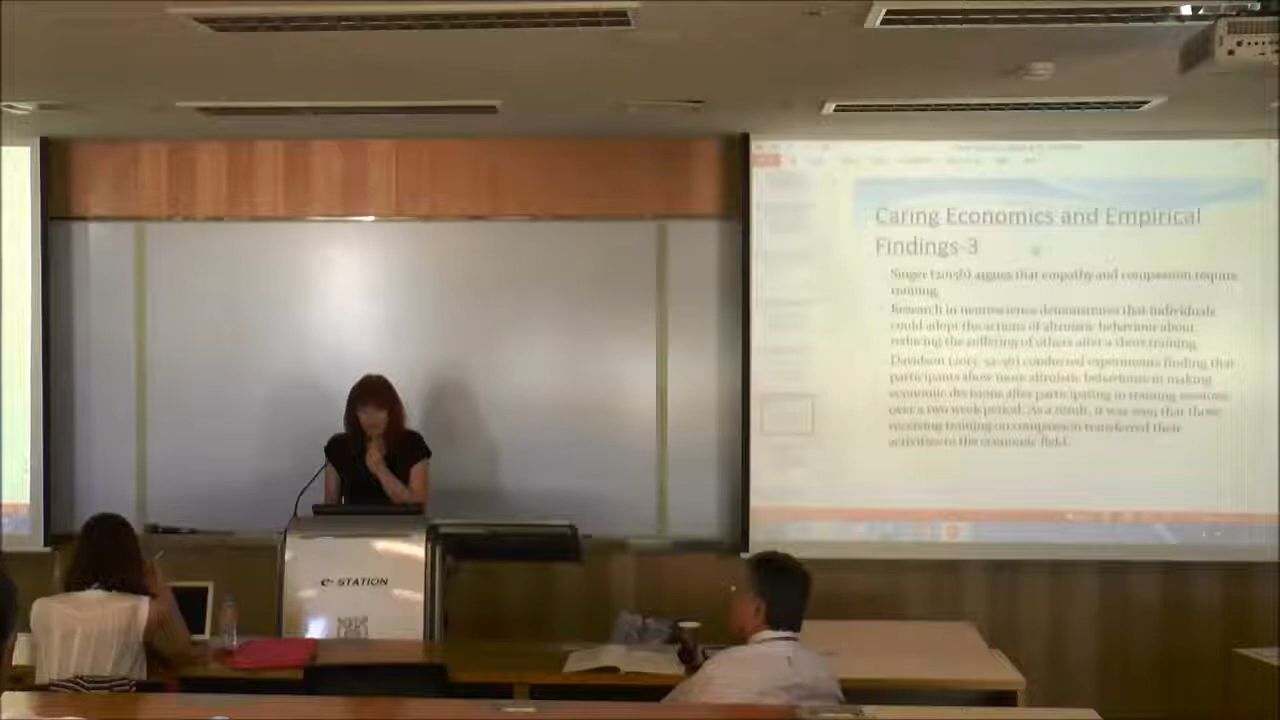 Caring Economics and Empirical
Findings-3
Singer (2015b) argues that empathy and compassion require
training.
Research in neuroscience demonstrates that individuals
could adopt the actions of altruistic behaviour about
reducing the suffering of others after a short training.
Davidson (2015: 52-56) conducted experiments finding that
participants show more altruistic behaviour in making
economic decisions after participating in training sessions
over a two week period. As a result, it was seen that those
receiving training on compassion transferred their
activities to the economic field.
e-STATION